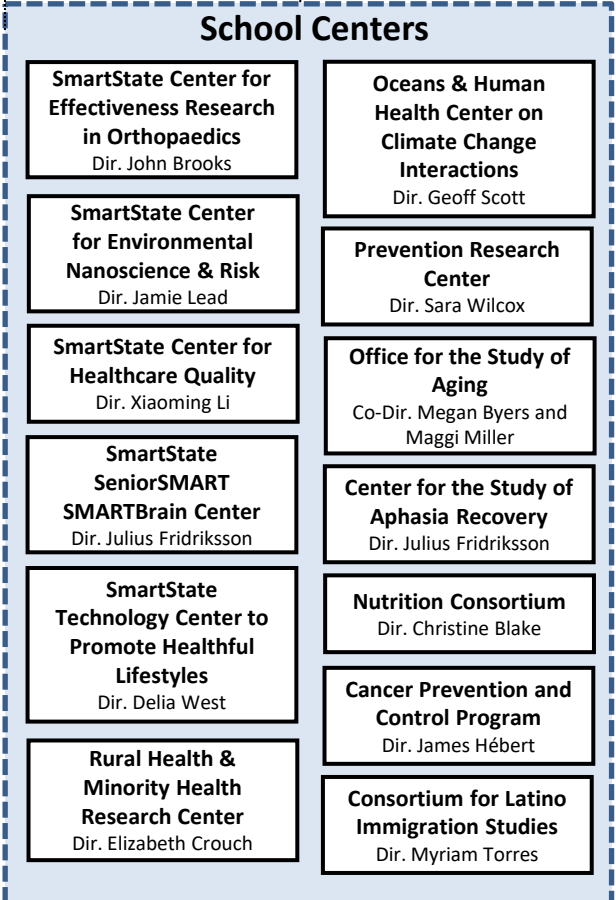 School Centers
SmartState Center for
Effectiveness Research
in Orthopaedics
Dir. John Brooks
SmartState Center
for Environmental
Nanoscience & Risk
Dir. Jamie Lead
SmartState Center for
Healthcare Quality
Dir. Xiaoming Li
SmartState
SeniorSMART
SMARTBrain Center
Dir. Julius Fridriksson
SmartState
Technology Center to
Promote Healthful
Lifestyles
Dir. Delia West
Rural Health &
Minority Health
Research Center
Dir. Elizabeth Crouch
Oceans & Human
Health Center on
Climate Change
Interactions
Dir. Geoff Scott
Prevention Research
Center
Dir. Sara Wilcox
Office for the Study of
Aging
Co-Dir. Megan Byers and
Maggi Miller
Center for the Study of
Aphasia Recovery
Dir. Julius Fridriksson
Nutrition Consortium
Dir. Christine Blake
Cancer Prevention and
Control Program
Dir. James Hébert
Consortium for Latino
Immigration Studies
Dir. Myriam Torres